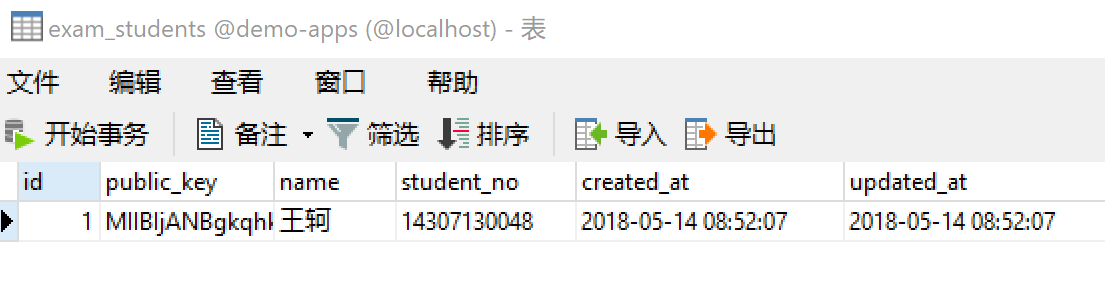 exam_students @demo-apps (@localhost) - 表
文件 编辑 查看 窗口 帮助
开始事务 备注 筛选 排序 导入 导出
id public_key name student_no created_at updated_at
1 MIIBIjANBgkqhk 王轲 14307130048 2018-05-14 08:52:07 2018-05-14 08:52:07